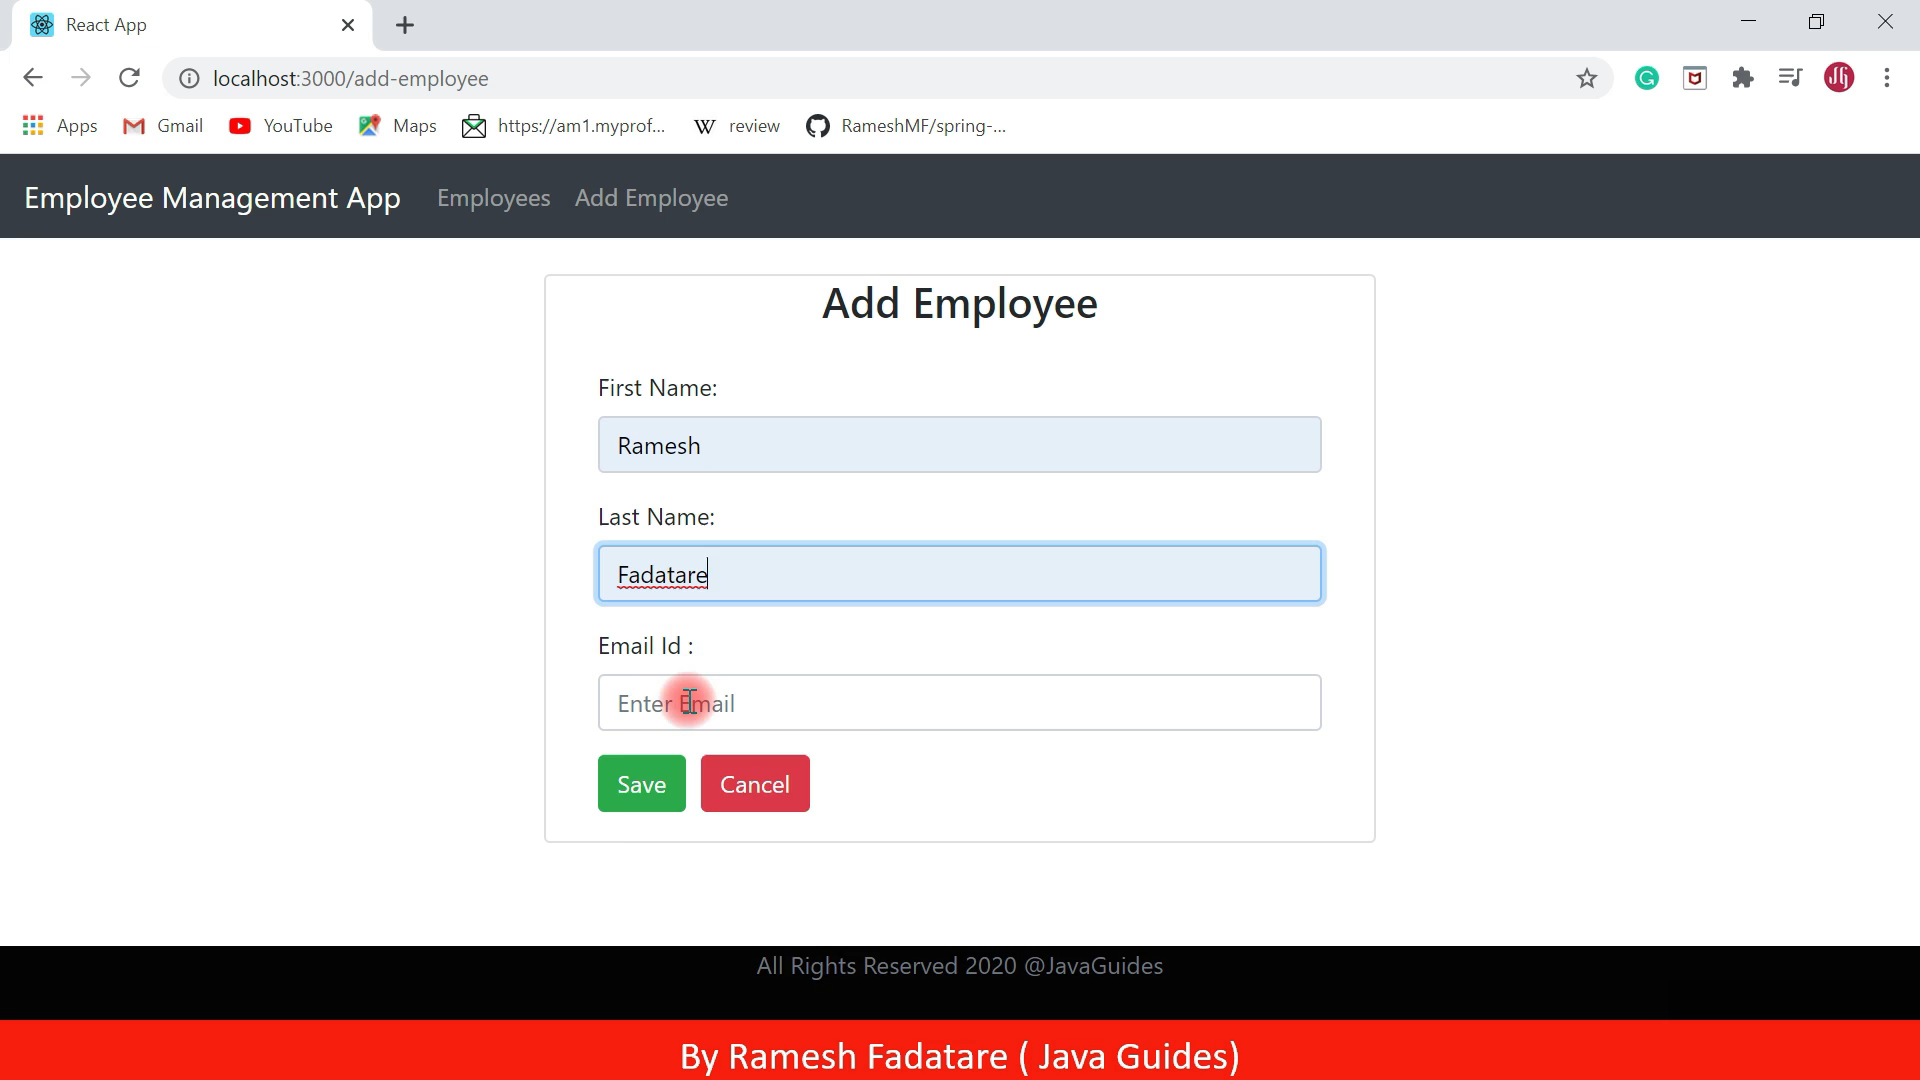 React App
localhost:3000/add-employee
Apps Gmail YouTube Maps https://am1.myprof... W review RameshMF/spring-...
Employee Management App Employees Add Employee
Add Employee
First Name:
Ramesh
Last Name:
Fadatare
Email Id :
Enter Email
Save Cancel
All Rights Reserved 2020 @JavaGuides
By Ramesh Fadatare ( Java Guides)